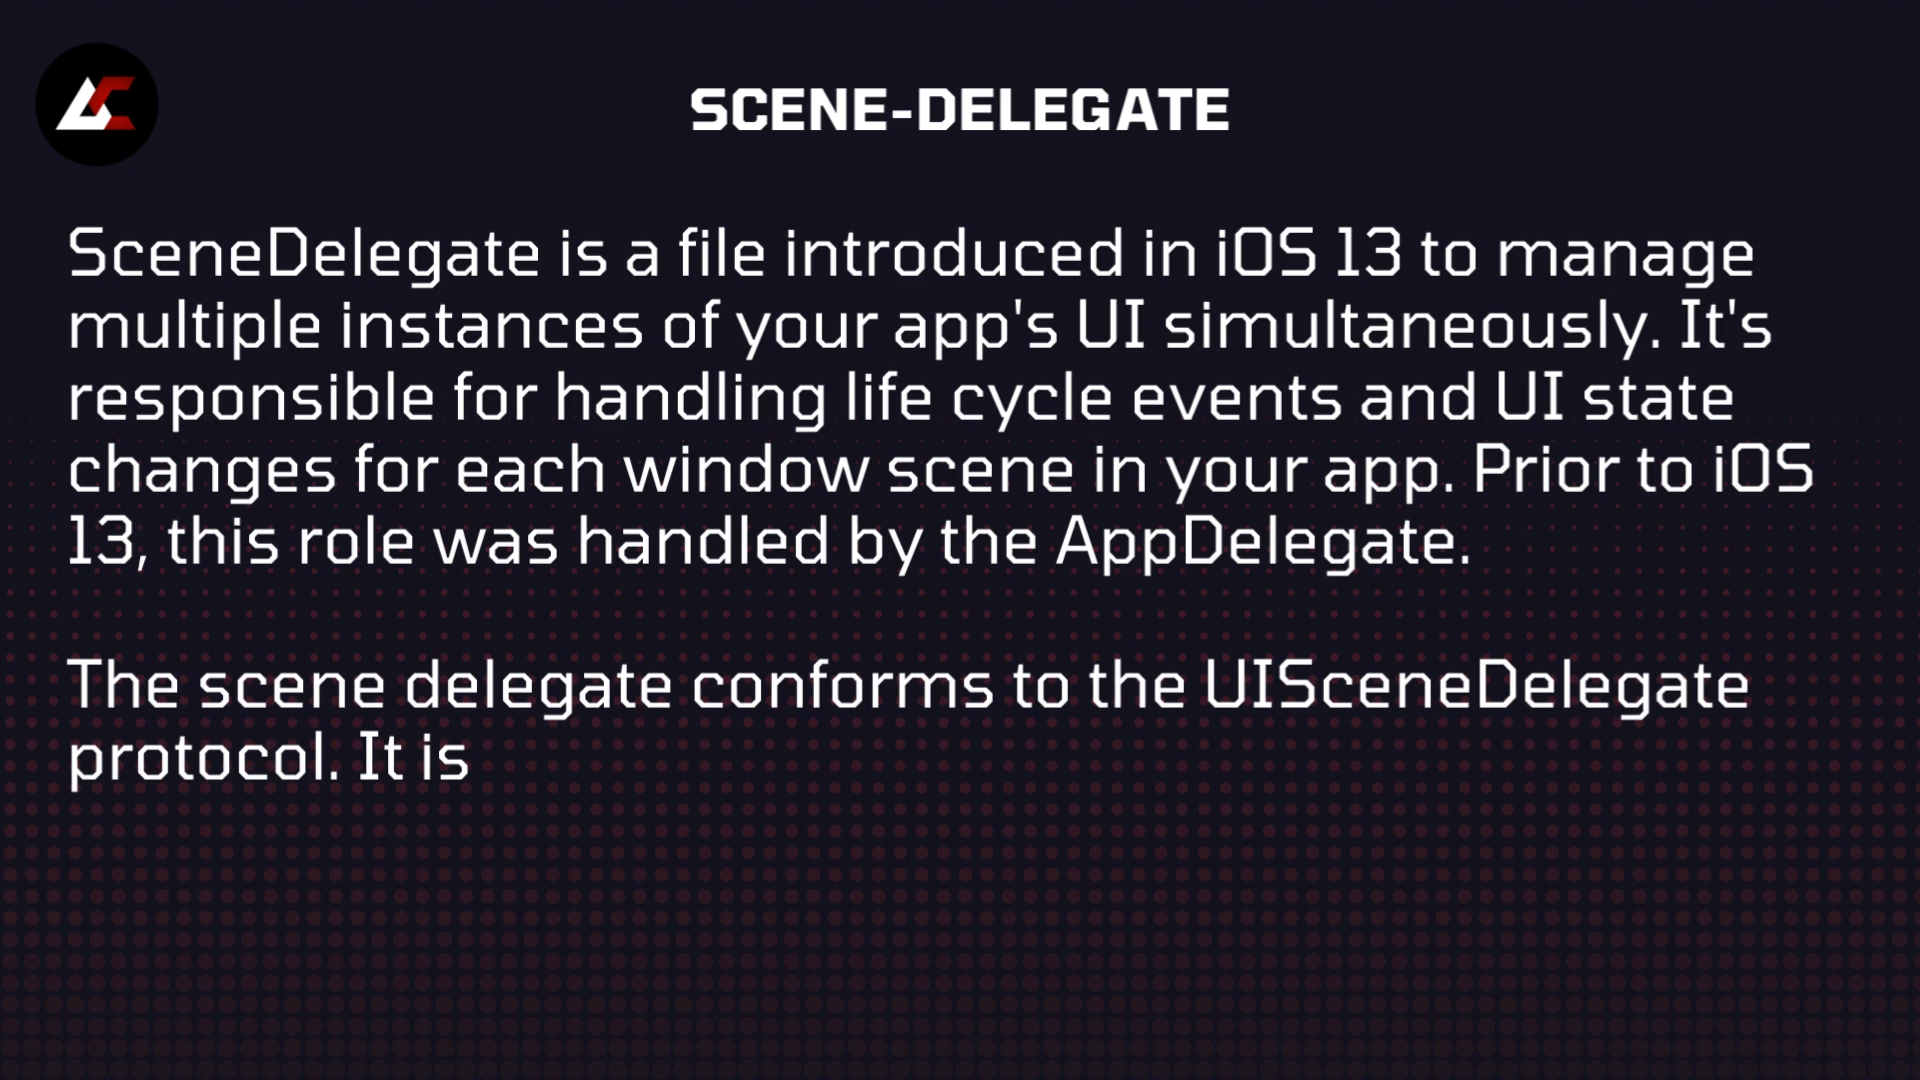 SCENE-DELEGATE
SceneDelegate is a file introduced in iOS 13 to manage
multiple instances of your app's UI simultaneously. It's
responsible for handling life cycle events and UI state
changes for each window scene in your app. Prior to iOS
13, this role was handled by the AppDelegate.
The scene delegate conforms to the UISceneDelegate
protocol. It is